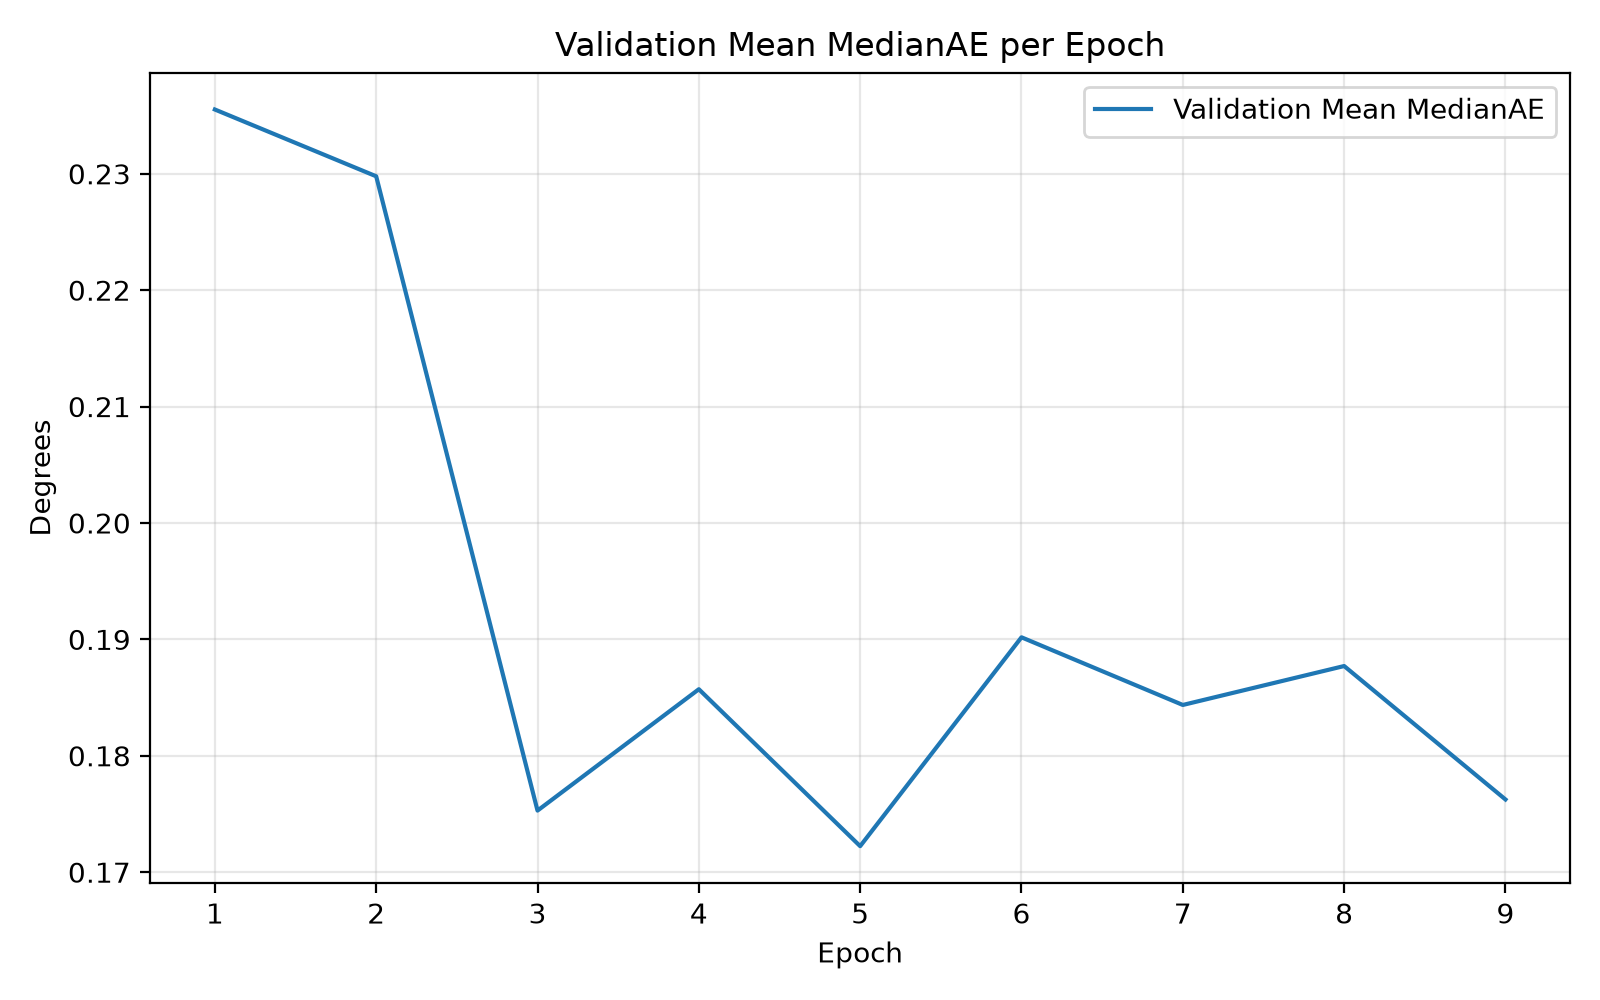 Validation Mean MedianAE per Epoch
Validation Mean MedianAE
0.23
0.22
0.21
0.20
0.19
0.18
0.17
Degrees
1 2 3 4 5 6 7 8 9
Epoch